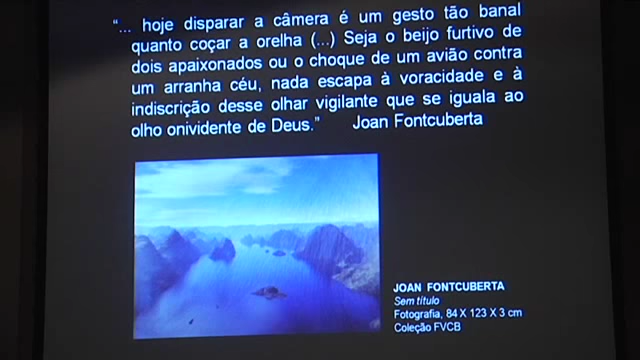 “... hoje disparar a câmera é um gesto tão banal
quanto coçar a orelha (...) Seja o beijo furtivo de
dois apaixonados ou o choque de um avião contra
um arranha céu, nada escapa à voracidade e à
indiscrição desse olhar vigilante que se iguala ao
olho onividente de Deus.” Joan Fontcuberta
JOAN FONTCUBERTA
Sem título
Fotografia, 84 X 123 X 3 cm
Coleção FVCB